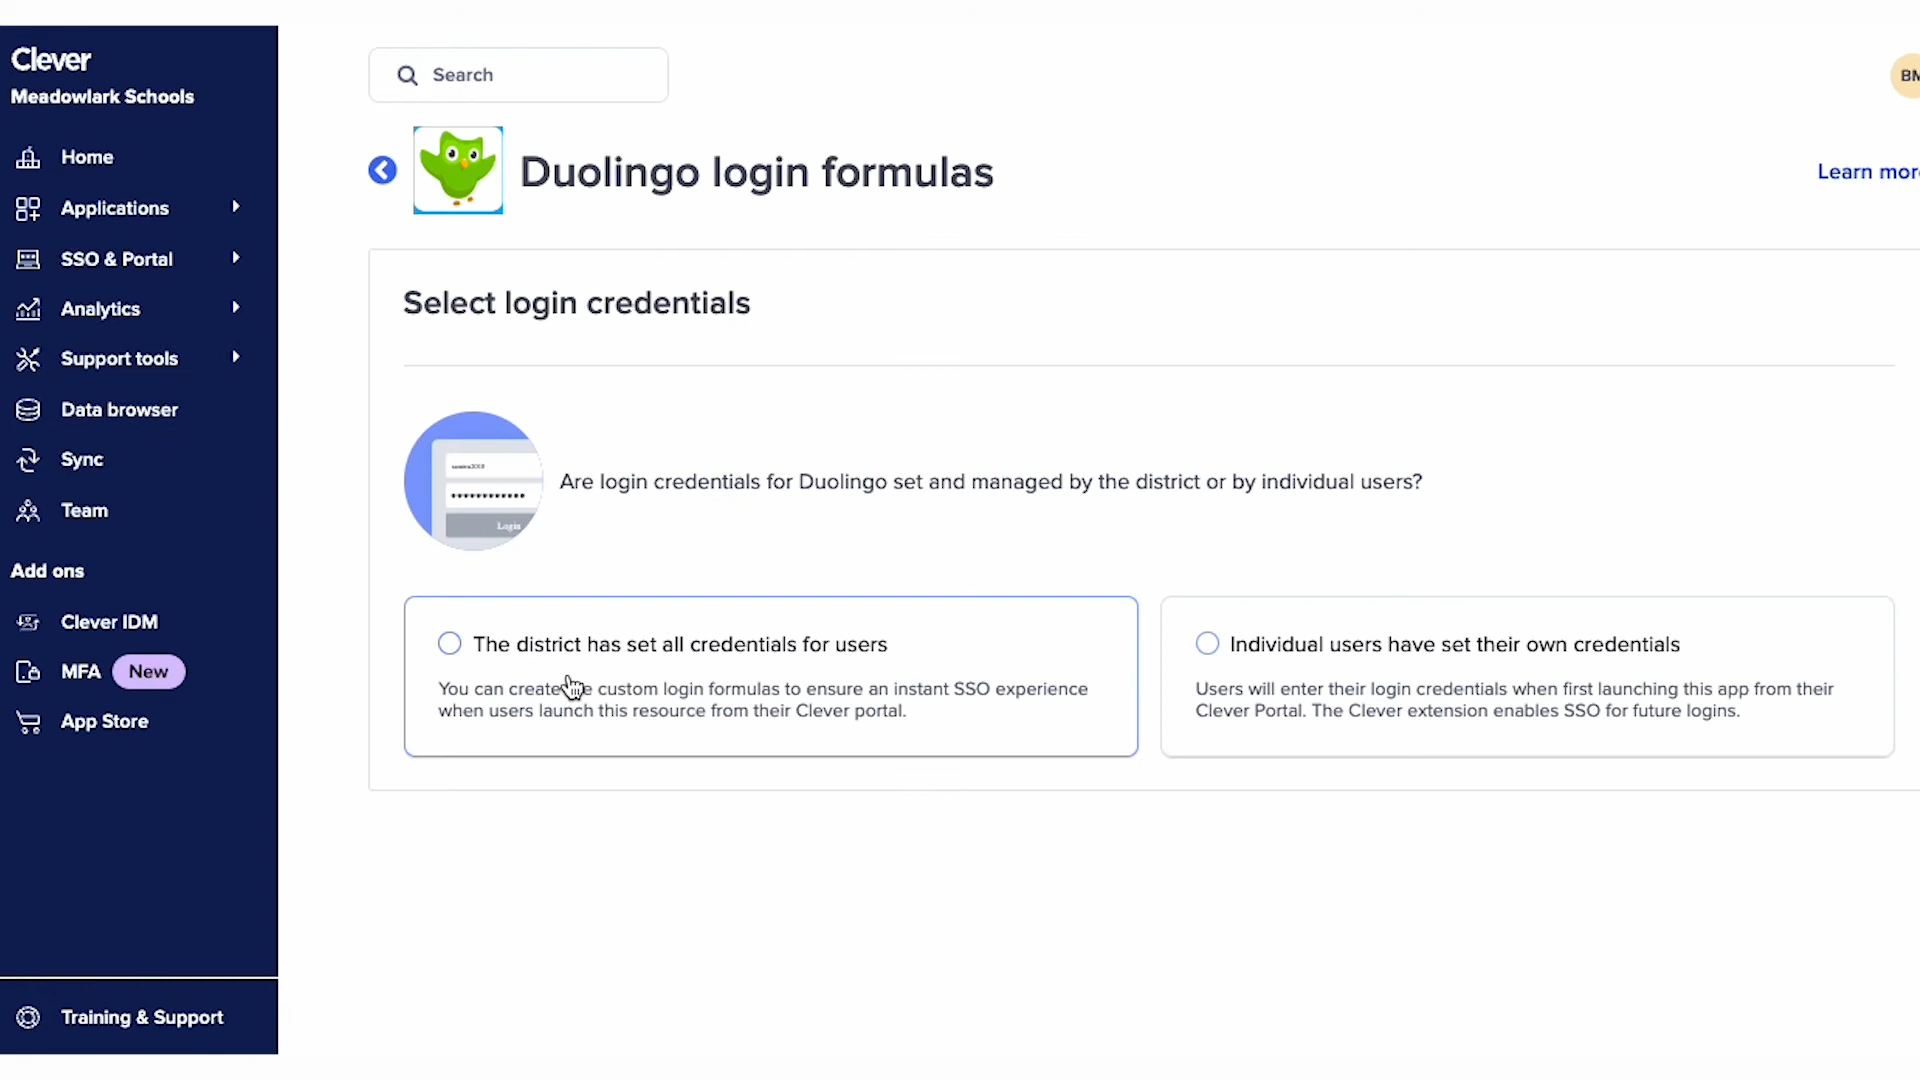 Clever
Meadowlark Schools
Home
Applications
SSO & Portal
Analytics
Support tools
Data browser
Sync
Team
Add ons
Clever IDM
MFA New
App Store
Training & Support
Search
BM
Duolingo login formulas
Learn more
Select login credentials
Login
Are login credentials for Duolingo set and managed by the district or by individual users?
The district has set all credentials for users
You can create custom login formulas to ensure an instant SSO experience
when users launch this resource from their Clever portal.
Individual users have set their own credentials
Users will enter their login credentials when first launching this app from their
Clever Portal. The Clever extension enables SSO for future logins.